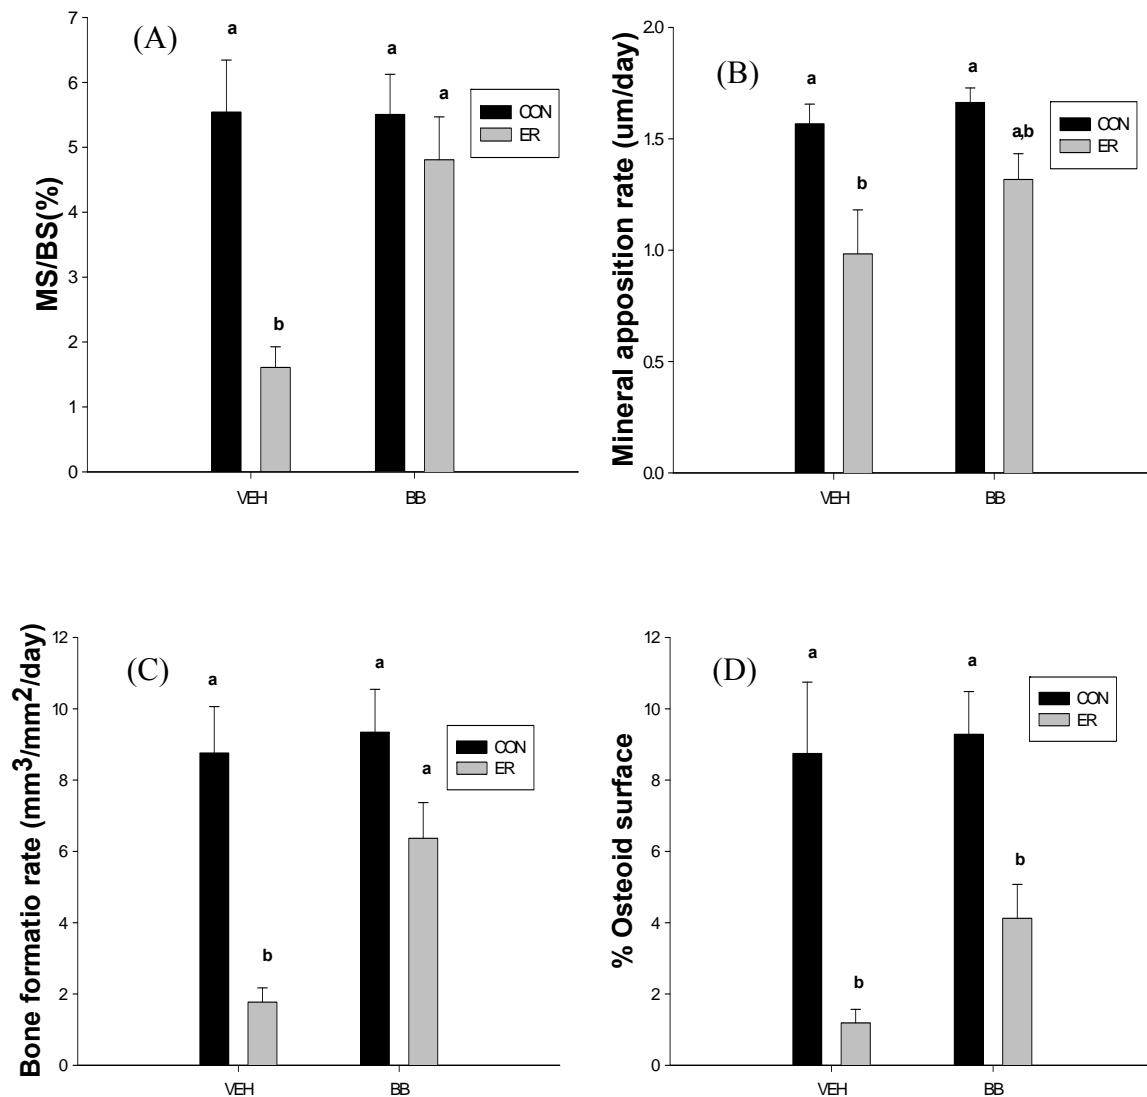 (A)
MS/BS(%)
7
6
5
4
3
2
1
0
a
b
a
a
CON
ER
VEH
BB
(B)
Mineral apposition rate (um/day)
2.0
1.5
1.0
0.5
0.0
a
b
a
a,b
CON
ER
VEH
BB
(C)
Bone formatio rate (mm³/mm²/day)
12
10
8
6
4
2
0
a
b
a
a
CON
ER
VEH
BB
(D)
% Osteoid surface
12
10
8
6
4
2
0
a
b
a
b
CON
ER
VEH
BB